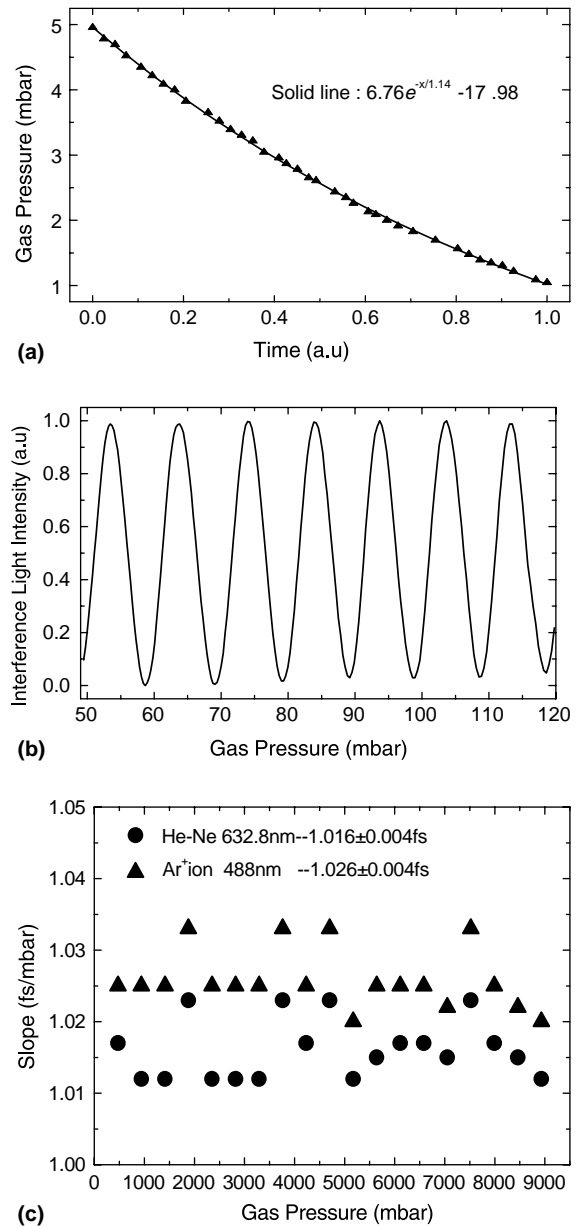 5
4
3
2
1
Gas Pressure (mbar)
Solid line : 6.76e^-x/1.14 -17 .98
0.0 0.2 0.4 0.6 0.8 1.0
Time (a.u)
(a)
1.0
0.8
0.6
0.4
0.2
0.0
Interference Light Intensity (a.u)
50 60 70 80 90 100 110 120
Gas Pressure (mbar)
(b)
1.05
1.04
1.03
1.02
1.01
1.00
Slope (fs/mbar)
He-Ne 632.8nm--1.016±0.004fs
Ar+ion 488nm --1.026±0.004fs
0 1000 2000 3000 4000 5000 6000 7000 8000 9000
Gas Pressure (mbar)
(c)